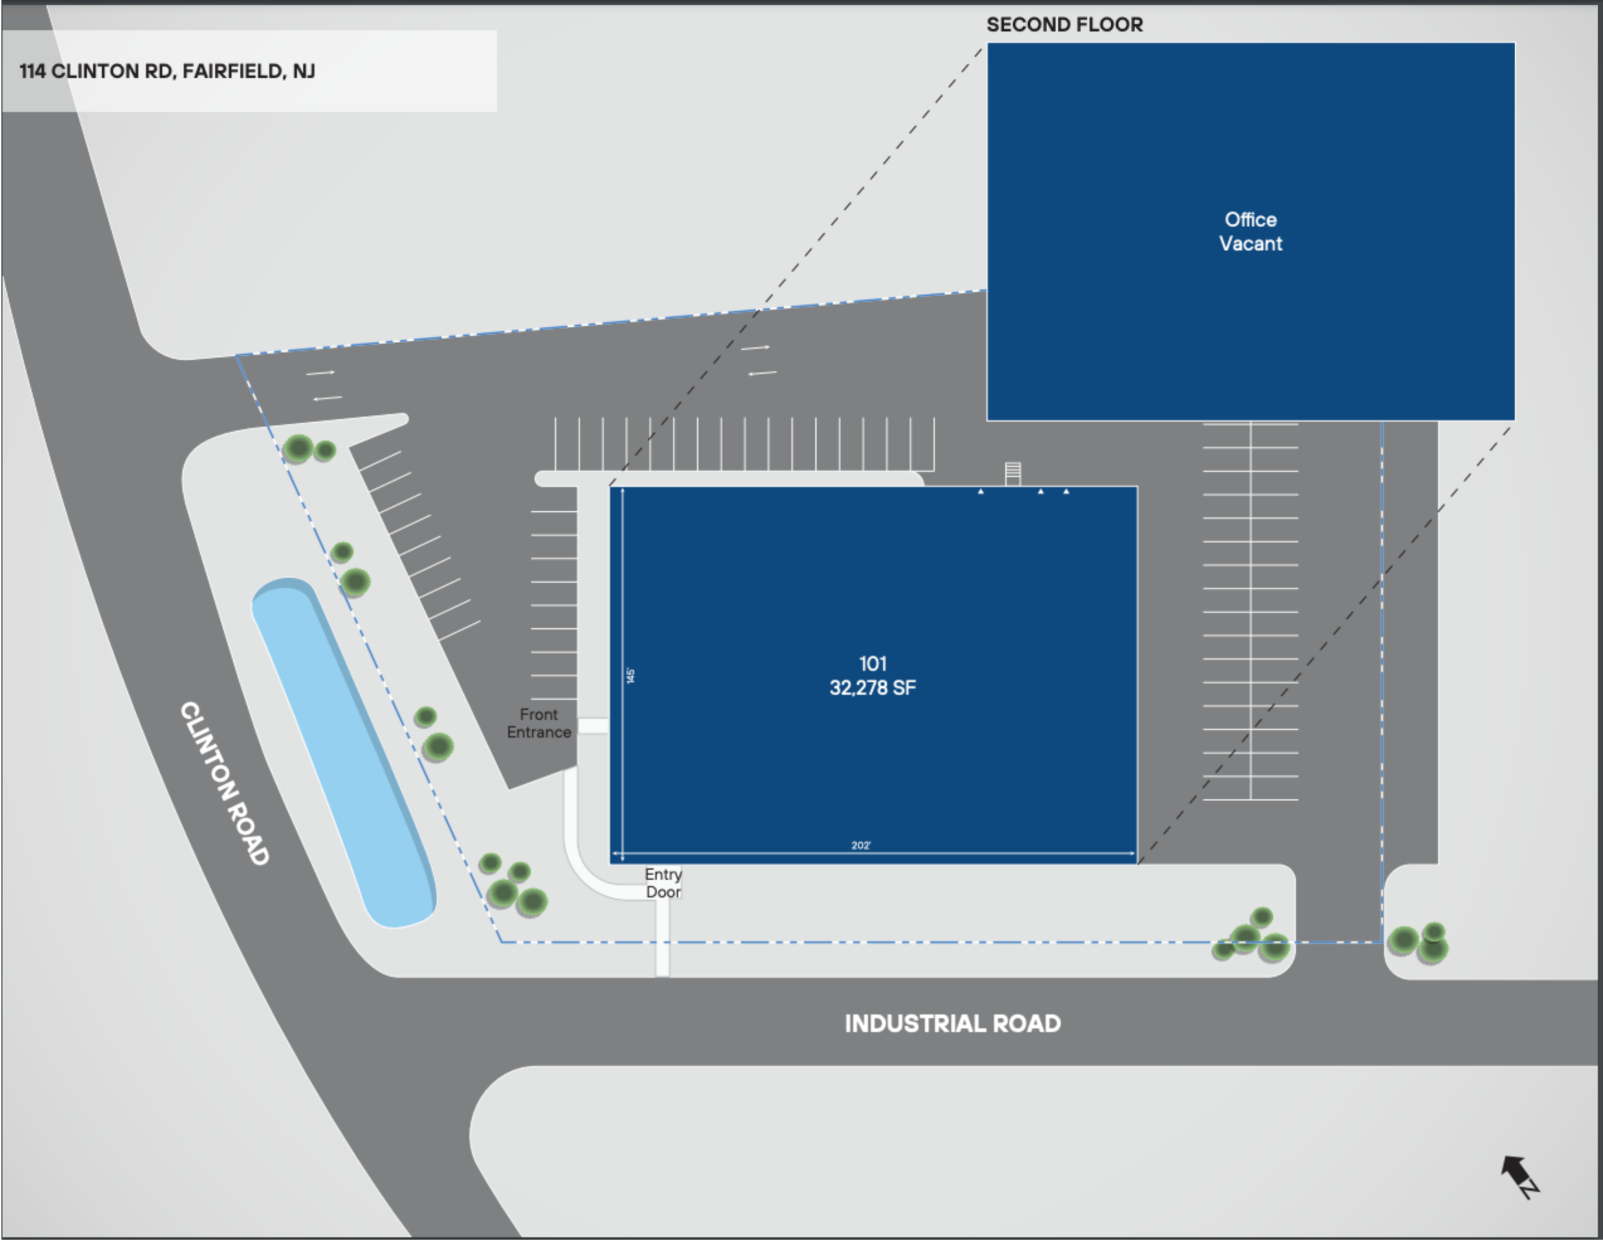 SECOND FLOOR
114 CLINTON RD, FAIRFIELD, NJ
Office
Vacant
101
32,278 SF
145'
Front
Entrance
CLINTON ROAD
202'
Entry
Door
INDUSTRIAL ROAD
N